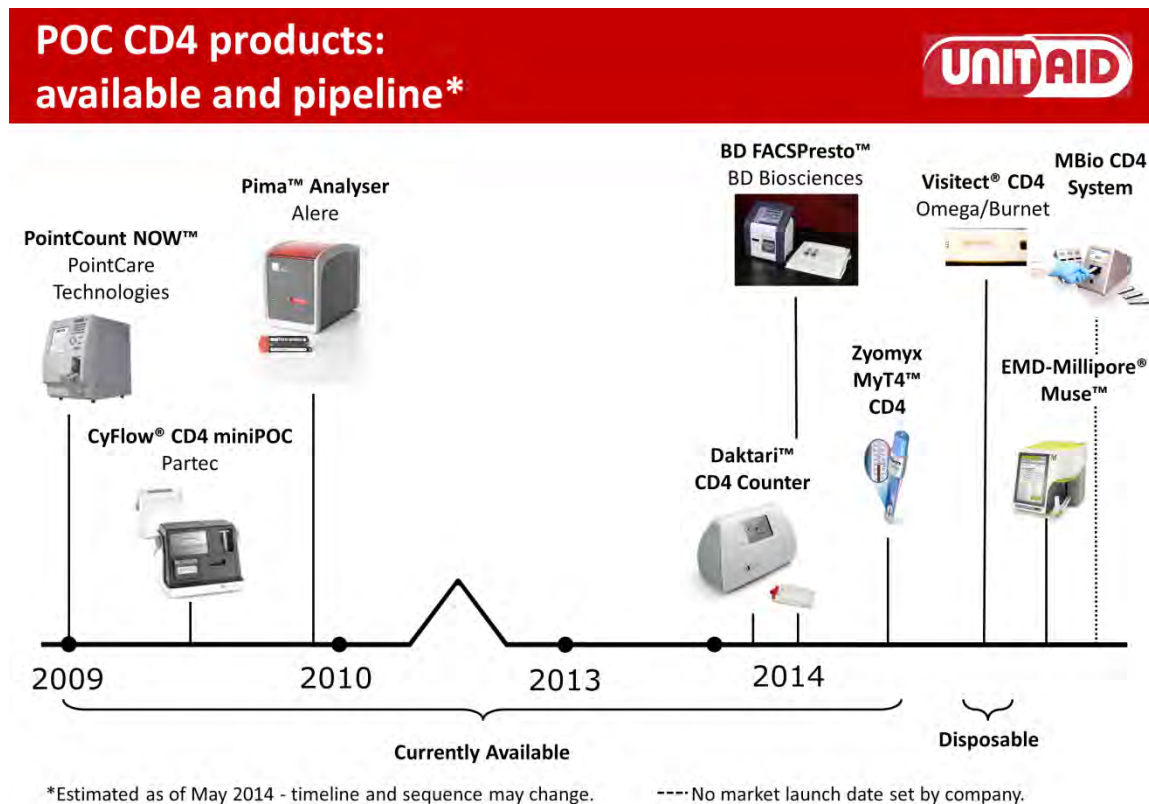 POC CD4 products:
available and pipeline*
UNITAID
PointCount NOW™
PointCare
Technologies
CyFlow® CD4 miniPOC
Partec
Pima™ Analyser
Alere
BD FACSPresto™
BD Biosciences
Daktari™
CD4 Counter
Zyomyx
MyT4™
CD4
Visitect® CD4
Omega/Burnet
MBio CD4
System
EMD-Millipore®
Muse™
2009
2010
2013
2014
Currently Available
Disposable
*Estimated as of May 2014 - timeline and sequence may change.
---- No market launch date set by company.